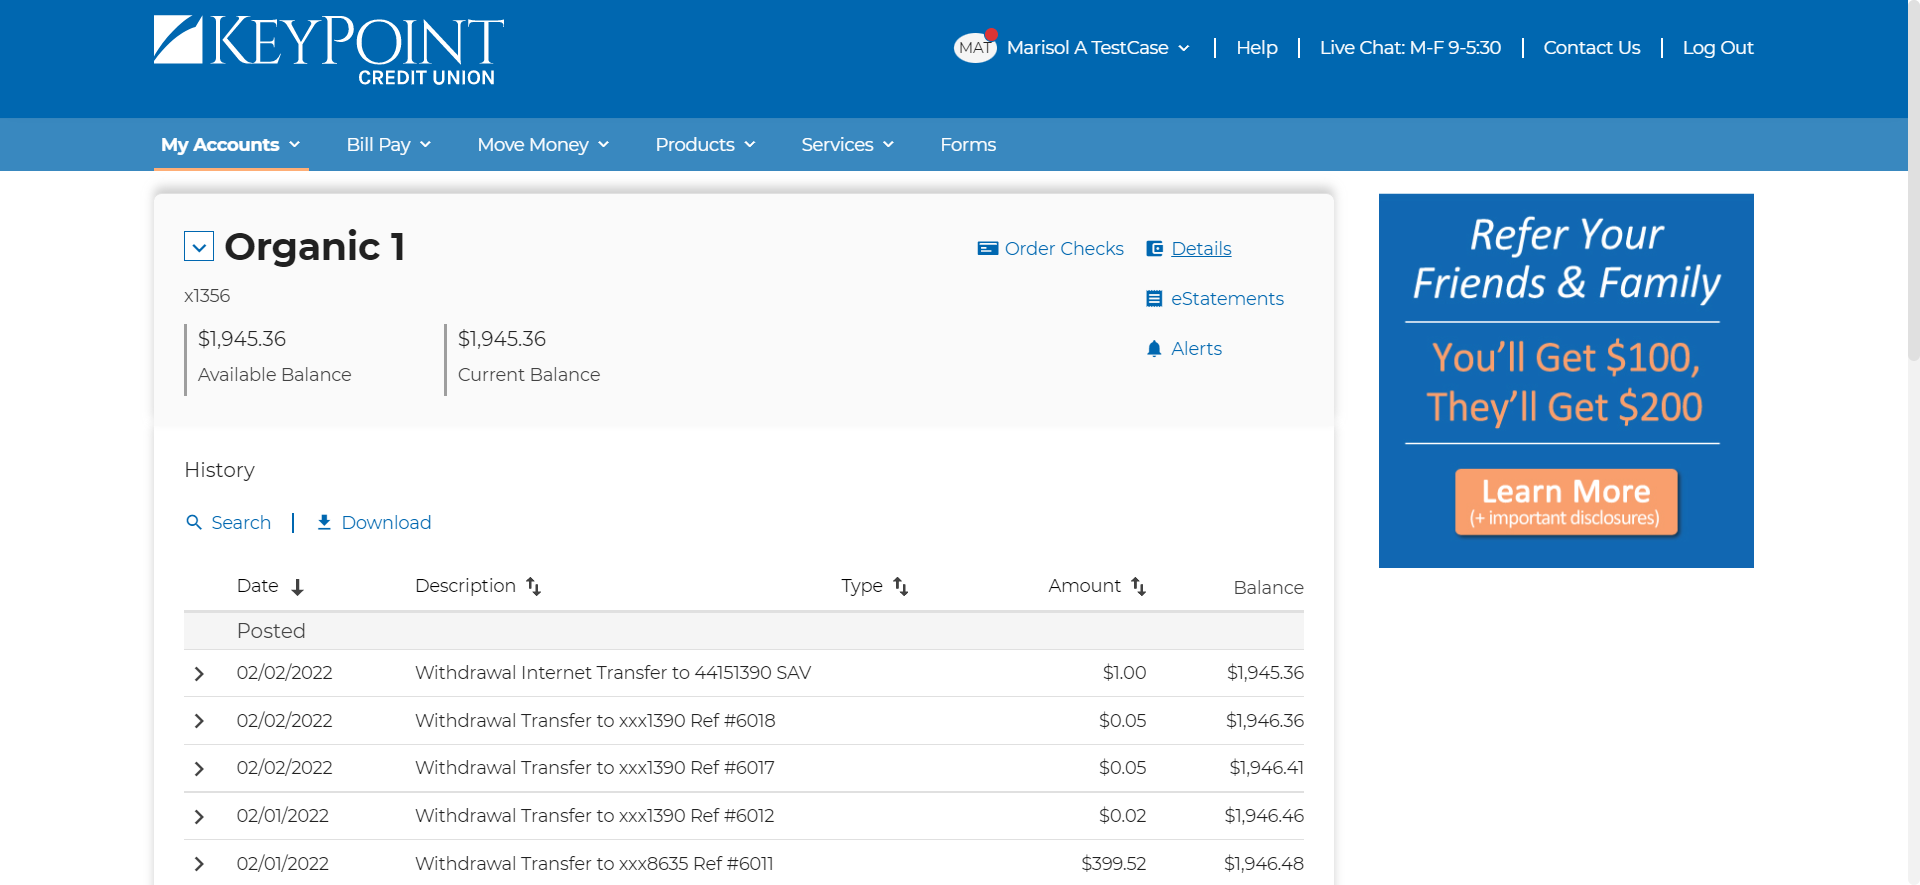 KEYPOINT
CREDIT UNION
MAT Marisol A TestCase | Help | Live Chat: M-F 9-5:30 | Contact Us | Log Out
My Accounts Bill Pay Move Money Products Services Forms
Organic 1
x1356
$1,945.36
Available Balance
$1,945.36
Current Balance
Order Checks Details
eStatements
Alerts
History
Search | Download
Date Description Type Amount Balance
Posted
02/02/2022 Withdrawal Internet Transfer to 44151390 SAV $1.00 $1,945.36
02/02/2022 Withdrawal Transfer to xxx1390 Ref #6018 $0.05 $1,946.36
02/02/2022 Withdrawal Transfer to xxx1390 Ref #6017 $0.05 $1,946.41
02/01/2022 Withdrawal Transfer to xxx1390 Ref #6012 $0.02 $1,946.46
02/01/2022 Withdrawal Transfer to xxx8635 Ref #6011 $399.52 $1,946.48
Refer Your
Friends & Family
You'll Get $100,
They'll Get $200
Learn More
(+ important disclosures)